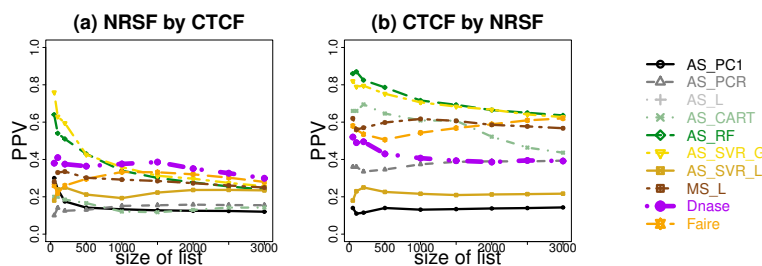 (a) NRSF by CTCF
PPV
1.0
0.8
0.6
0.4
0.2
0.0
0 500 1000 2000 3000
size of list
(b) CTCF by NRSF
PPV
1.0
0.8
0.6
0.4
0.2
0.0
0 500 1000 2000 3000
size of list
AS_PC1
AS_PCR
AS_L
AS_CART
AS_RF
AS_SVR_G
AS_SVR_L
MS_L
Dnase
Faire